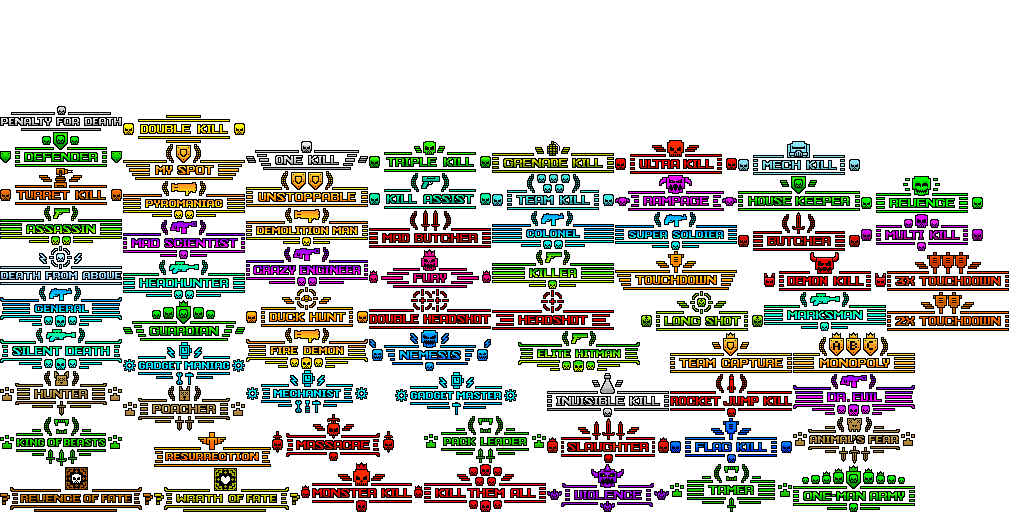 PENALTY FOR DEATH
DOUBLE KILL
DEFENDER
MY SPOT
ONE KILL
TRIPLE KILL
GRENADE KILL
ULTRA KILL
MECH KILL
TURRET KILL
PYROMANIAC
UNSTOPPABLE
KILL ASSIST
TEAM KILL
RAMPAGE
HOUSE KEEPER
REVENGE
ASSASSIN
MAD SCIENTIST
DEMOLITION MAN
MAD BUTCHER
COLONEL
SUPER SOLDIER
BUTCHER
MULTI KILL
DEATH FROM ABOVE
HEADHUNTER
CRAZY ENGINEER
FURY
KILLER
TOUCHDOWN
DEMON KILL
3X TOUCHDOWN
GENERAL
GUARDIAN
DUCK HUNT
DOUBLE HEADSHOT
HEADSHOT
LONG SHOT
MARKSMAN
2X TOUCHDOWN
SILENT DEATH
GADGET MANIAC
FIRE DEMON
NEMESIS
ELITE HITMAN
TEAM CAPTURE
A B C
MONOPOLY
HUNTER
POACHER
MECHANIST
GADGET MASTER
INVISIBLE KILL
ROCKET JUMP KILL
DR. EVIL
KING OF BEASTS
RESURRECTION
MASSACRE
PACK LEADER
SLAUGHTER
FLAG KILL
ANIMAL'S FEAR
? REVENGE OF FATE ?
? WRATH OF FATE ?
MONSTER KILL
KILL THEM ALL
VIOLENCE
TAMER
ONE-MAN ARMY